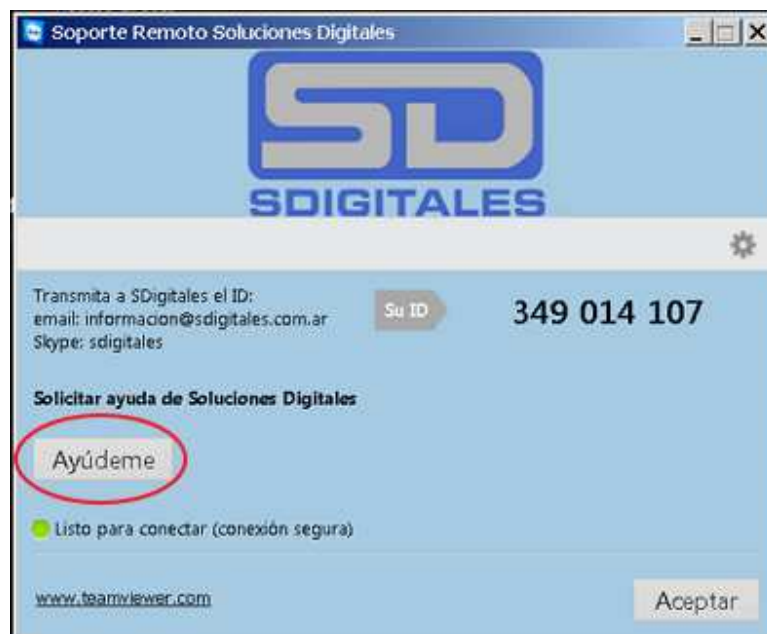 Soporte Remoto Soluciones Digitales
SD
SDIGITALES
Transmita a SDigitales el ID:
email: informacion@sdigitales.com.ar
Skype: sdigitales
Su ID
349 014 107
Solicitar ayuda de Soluciones Digitales
Ayúdeme
Listo para conectar (conexión segura)
www.teamviewer.com
Aceptar